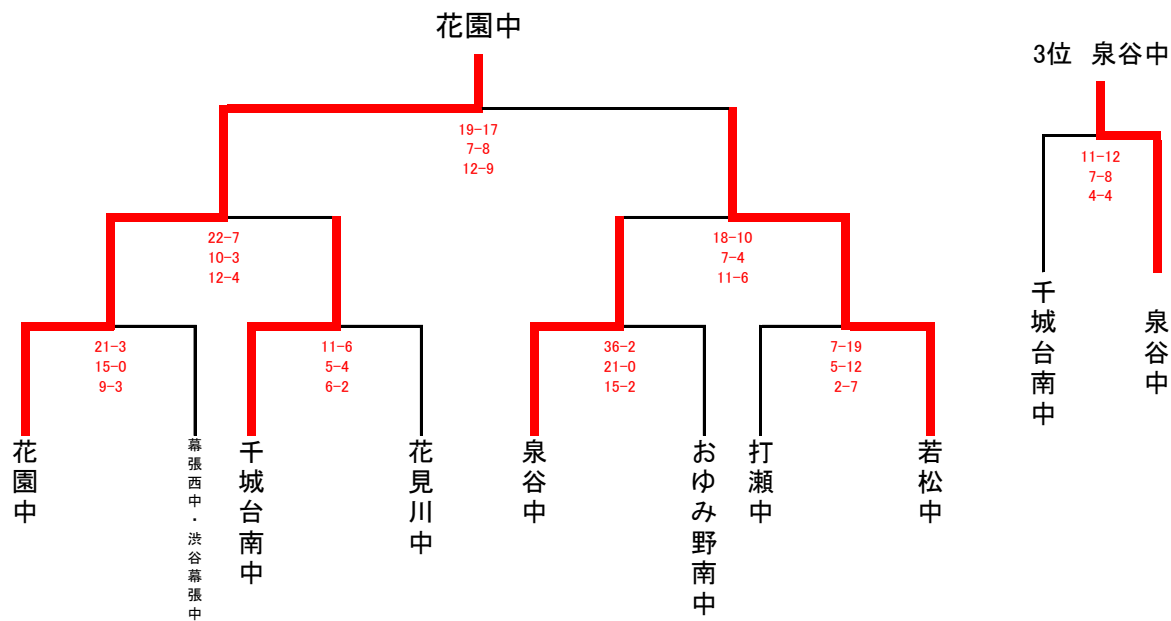 花園中
3位 泉谷中
19-17
7-8
12-9
11-12
7-8
4-4
22-7
10-3
12-4
18-10
7-4
11-6
千城台南中
泉谷中
21-3
15-0
9-3
11-6
5-4
6-2
36-2
21-0
15-2
7-19
5-12
2-7
花園中
幕張西中・渋谷幕張中
千城台南中
花見川中
泉谷中
おゆみ野南中
打瀬中
若松中